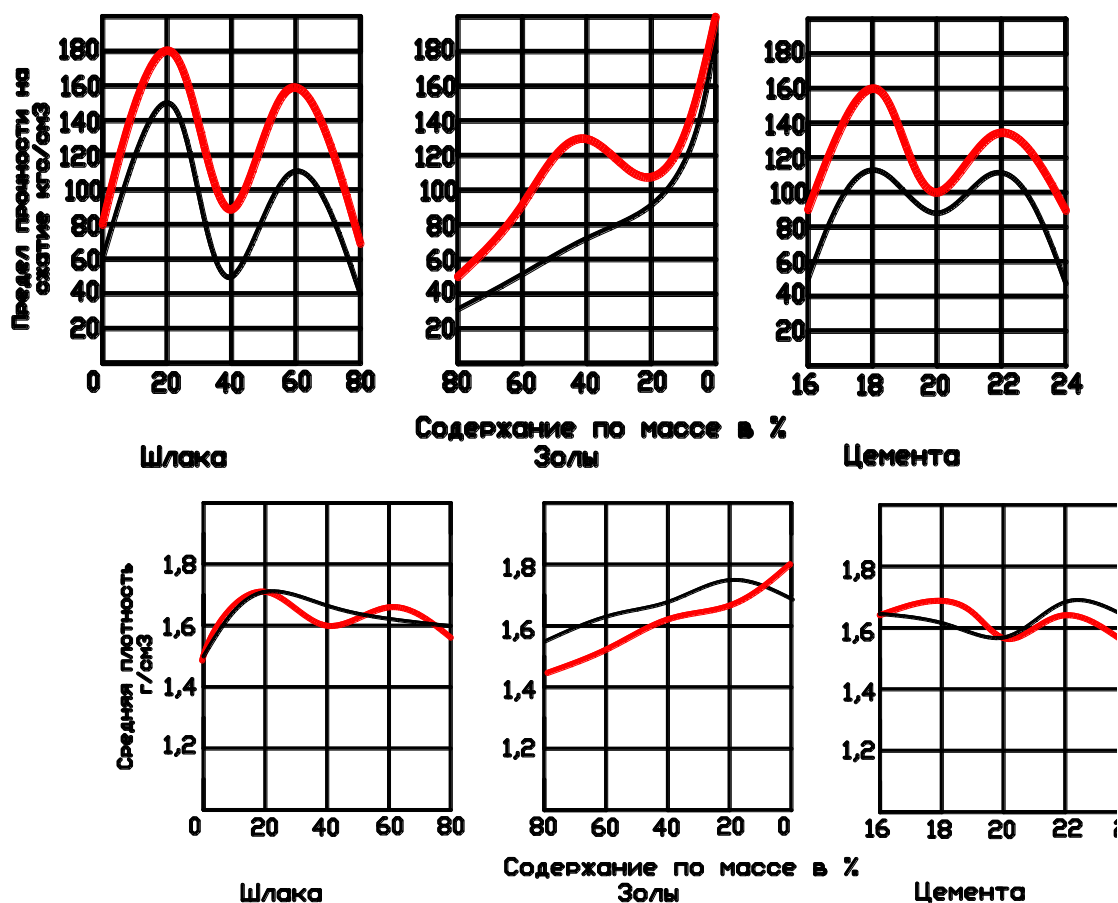 180 180 180
160 160 160
140 140 140
120 120 120
100 100 100
80 80 80
60 60 60
40 40 40
20 20 20
Предел прочности на
сжатие кгс/см3
0 20 40 60 80 80 60 40 20 0 16 18 20 22 24
Содержание по массе в %
Шлака Золы Цемента
1,8 1,8 1,8
1,6 1,6 1,6
1,4 1,4 1,4
1,2 1,2 1,2
Средняя плотность
г/см3
0 20 40 60 80 80 60 40 20 0 16 18 20 22
Содержание по массе в %
Шлака Золы Цемента